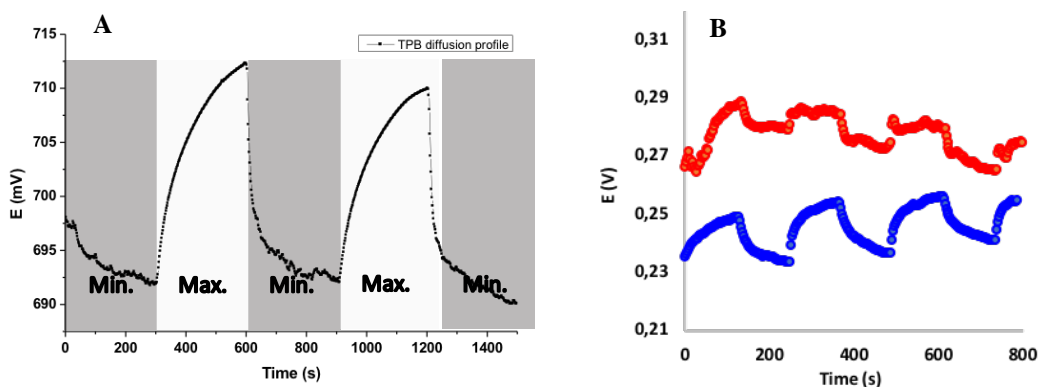 A
TPB diffusion profile
E (mV)
715
710
705
700
695
690
Min.
Max.
Min.
Max.
Min.
0
200
400
600
800
1000
1200
1400
Time (s)
B
E (V)
0,31
0,29
0,27
0,25
0,23
0,21
0
200
400
600
800
Time (s)